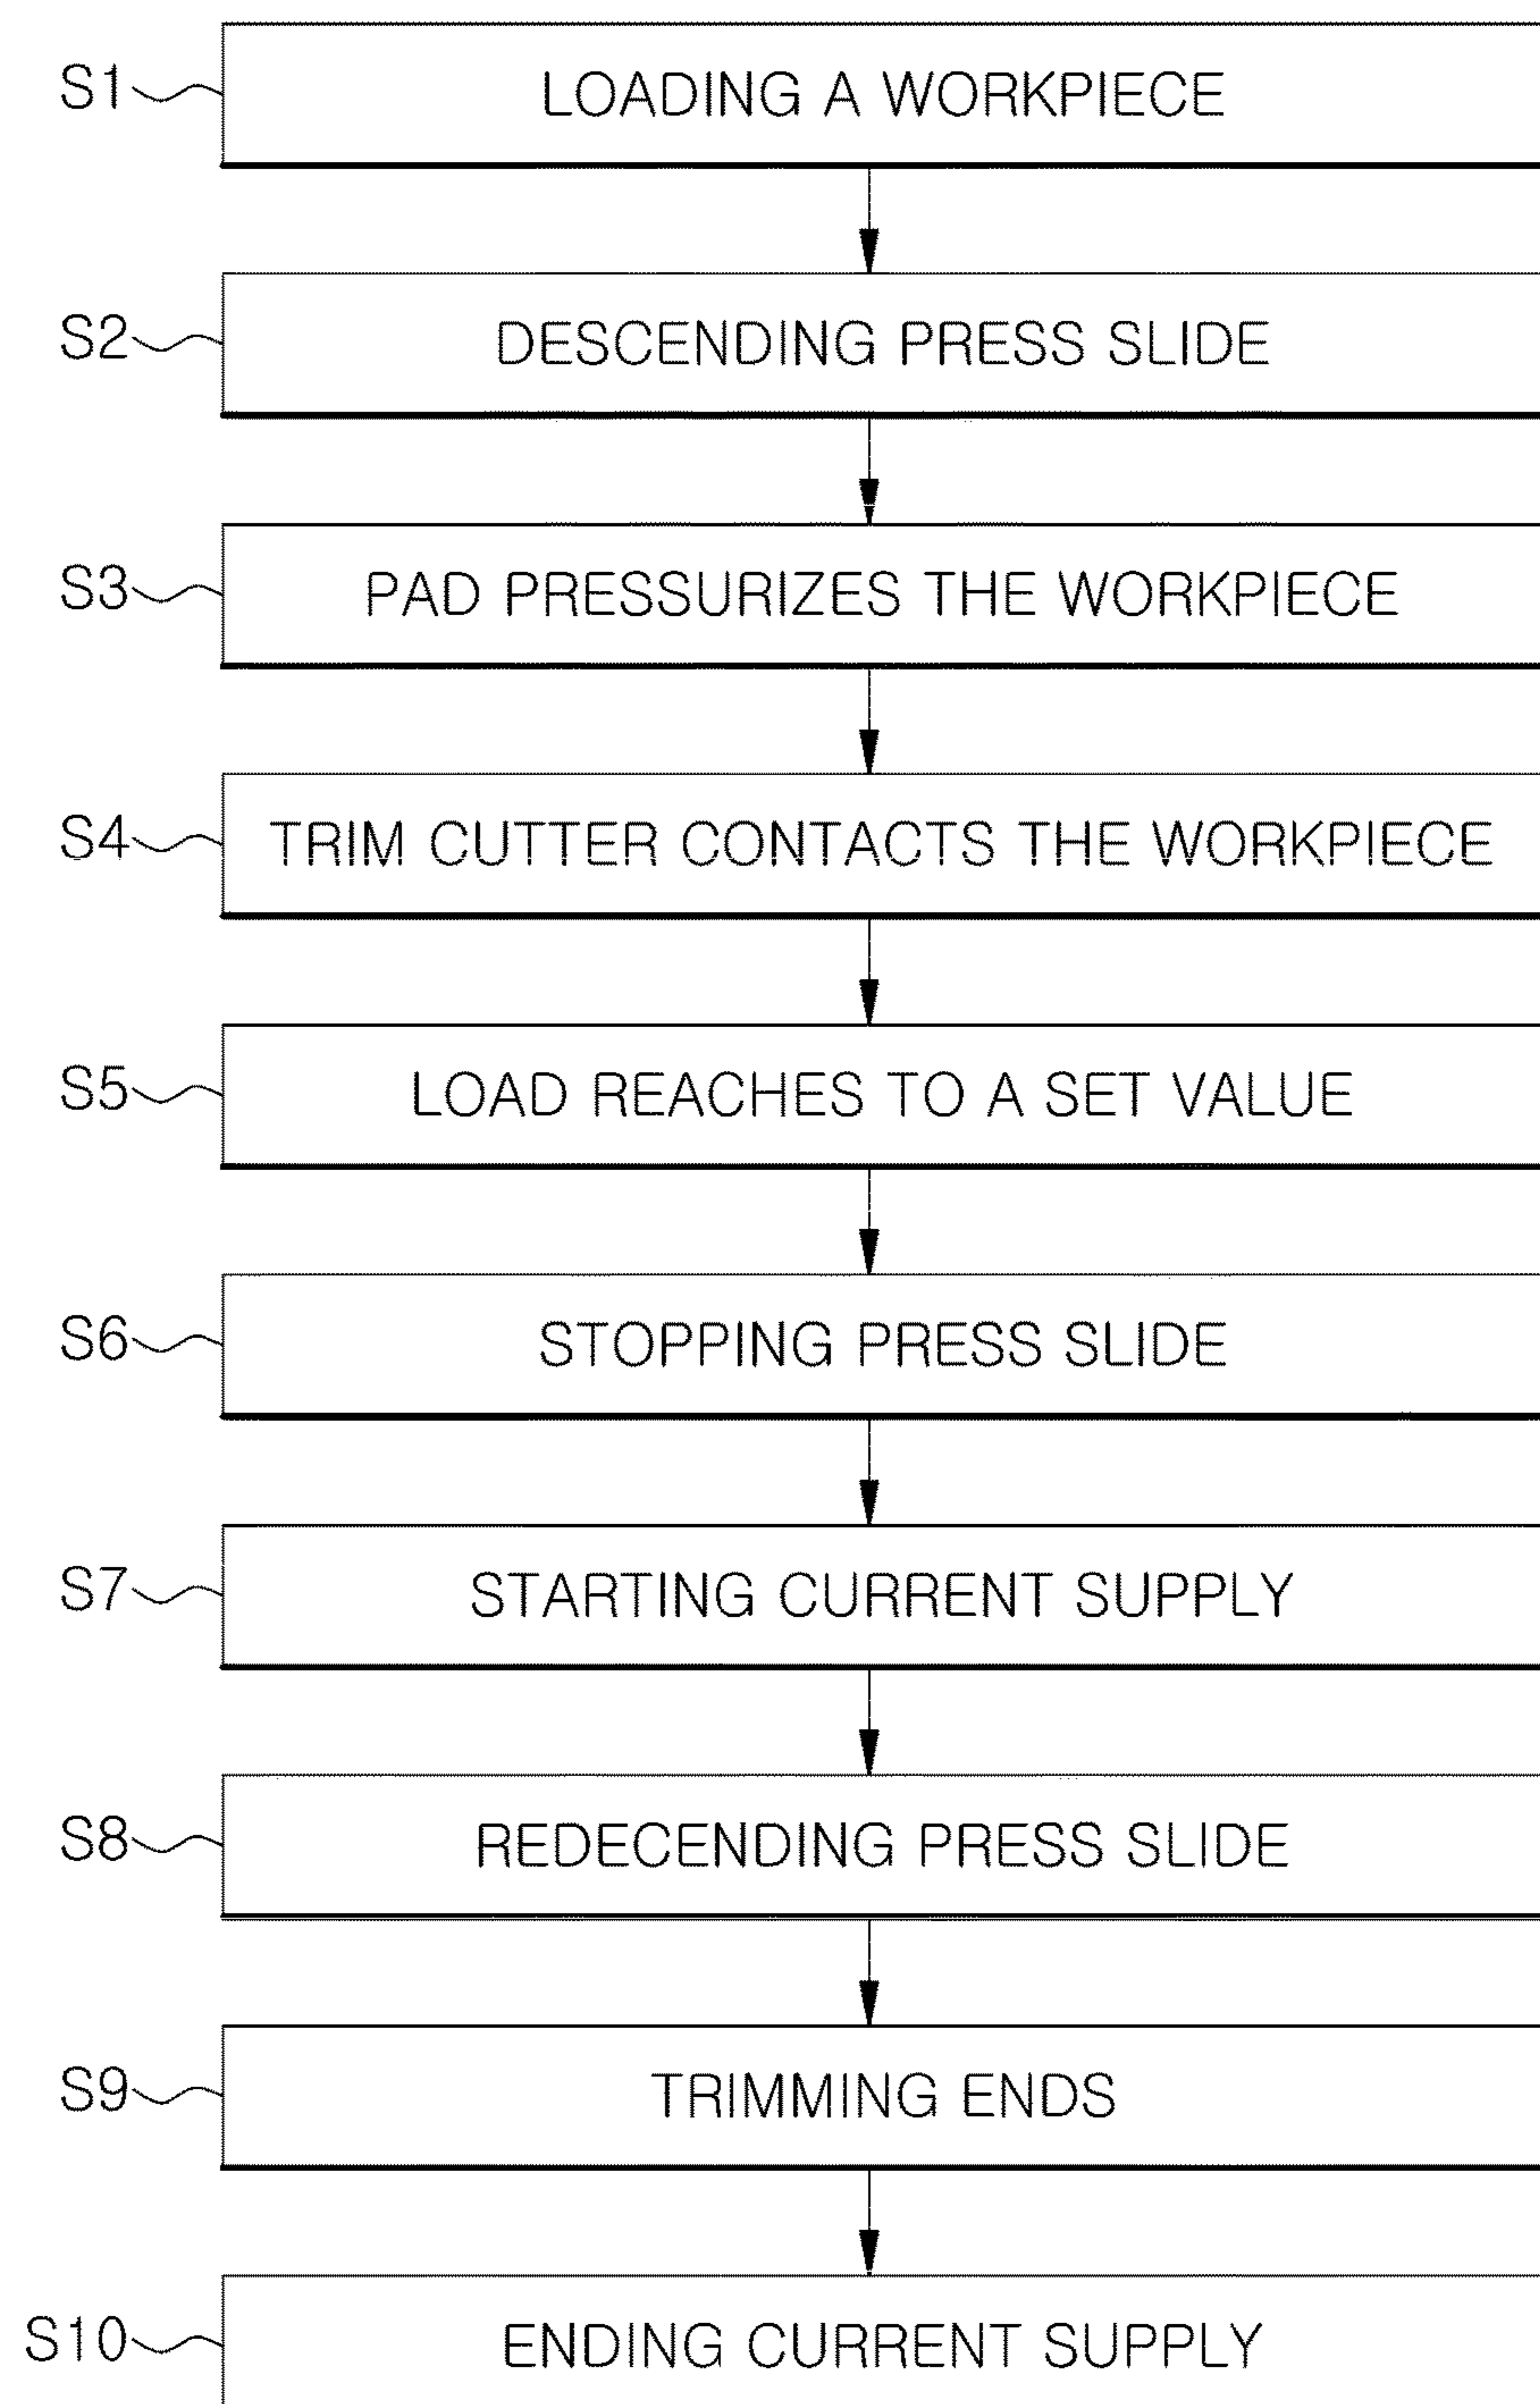 S1 LOADING A WORKPIECE
S2 DESCENDING PRESS SLIDE
S3 PAD PRESSURIZES THE WORKPIECE
S4 TRIM CUTTER CONTACTS THE WORKPIECE
S5 LOAD REACHES TO A SET VALUE
S6 STOPPING PRESS SLIDE
S7 STARTING CURRENT SUPPLY
S8 REDECENDING PRESS SLIDE
S9 TRIMMING ENDS
S10 ENDING CURRENT SUPPLY